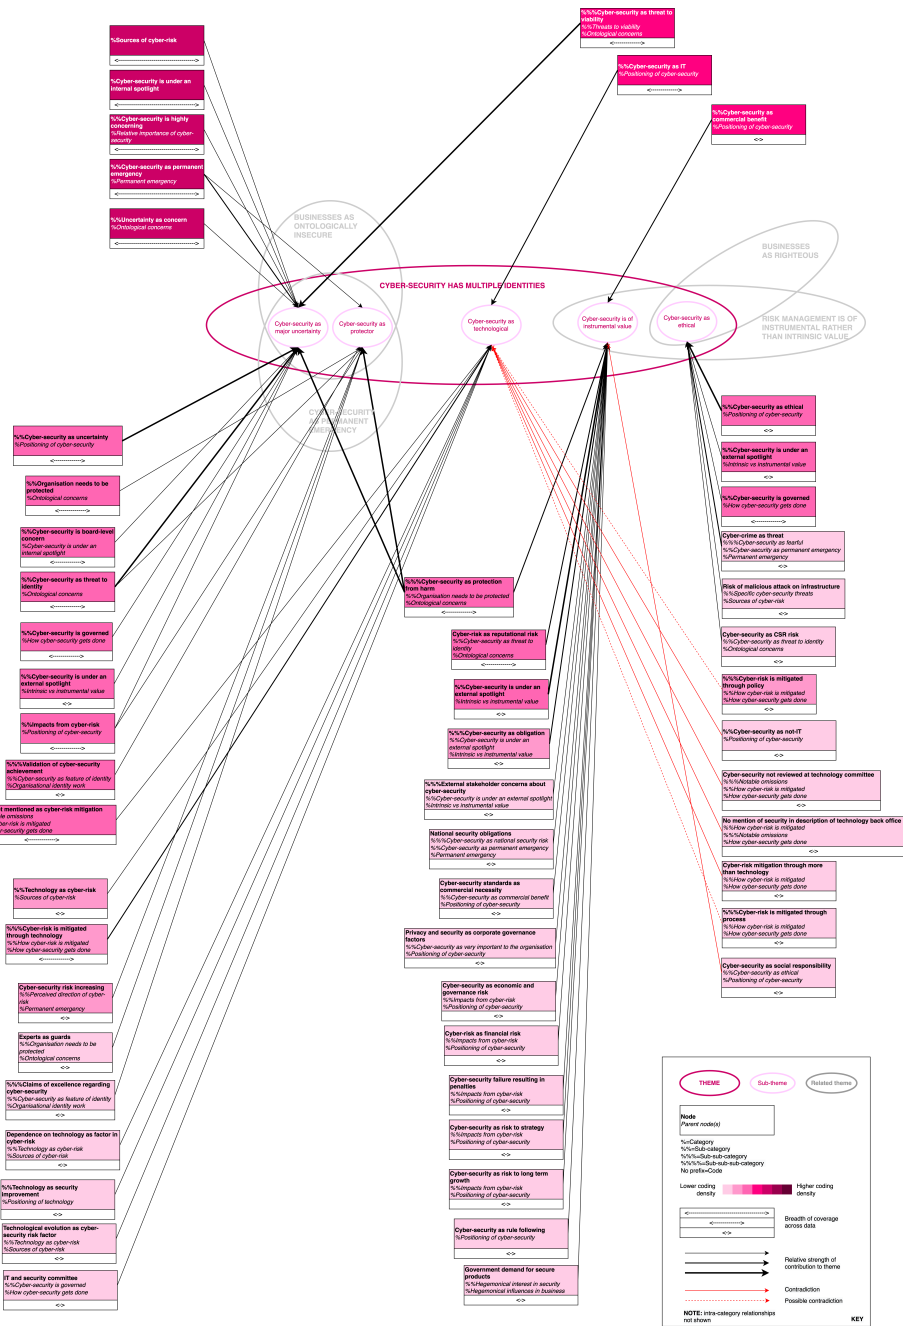 %%%Cyber-security as threat to
viability
%%Threats to viability
%Ontological concerns
%Sources of cyber-risk
%%Cyber-security as IT
%Positioning of cyber-security
%Cyber-security is under an
internal spotlight
%%Cyber-security as
commercial benefit
%Positioning of cyber-security
%%Cyber-security is highly
concerning
%Relative importance of cyber-
security
%%Cyber-security as permanent
emergency
%Permanent emergency
%%Uncertainty as concern
%Ontological concerns
BUSINESSES AS
ONTOLOGICALLY
INSECURE
BUSINESSES
AS RIGHTEOUS
CYBER-SECURITY HAS MULTIPLE IDENTITIES
Cyber-security as
major uncertainty
Cyber-security as
protector
Cyber-security as
technological
Cyber-security is of
instrumental value
Cyber-security as
ethical
RISK MANAGEMENT IS OF
INSTRUMENTAL RATHER
THAN INTRINSIC VALUE
CYBER-SECURITY
AS PERMANENT
EMERGENCY
%%Cyber-security as uncertainty
%Positioning of cyber-security
%%Organisation needs to be
protected
%Ontological concerns
%%Cyber-security is board-level
concern
%Cyber-security is under an
internal spotlight
%%Cyber-security as threat to
identity
%Ontological concerns
%%Cyber-security is governed
%How cyber-security gets done
%%Cyber-security is under an
external spotlight
%Intrinsic vs instrumental value
%%Impacts from cyber-risk
%Positioning of cyber-security
%%%Validation of cyber-security
achievement
%%Cyber-security as feature of identity
%Organisational identity work
t mentioned as cyber-risk mitigation
le omissions
ber-risk is mitigated
r-security gets done
%%Technology as cyber-risk
%Sources of cyber-risk
%%%Cyber-risk is mitigated
through technology
%%How cyber-risk is mitigated
%How cyber-security gets done
Cyber-security risk increasing
%%Perceived direction of cyber-
risk
%Permanent emergency
Experts as guards
%%Organisation needs to be
protected
%Ontological concerns
%%%Claims of excellence regarding
cyber-security
%%Cyber-security as feature of identity
%Organisational identity work
Dependence on technology as factor in
cyber-risk
%%Technology as cyber-risk
%Sources of cyber-risk
%%Technology as security
improvement
%Positioning of technology
Technological evolution as cyber-
security risk factor
%%Technology as cyber-risk
%Sources of cyber-risk
IT and security committee
%%Cyber-security is governed
%How cyber-security gets done
%%%Cyber-security as protection
from harm
%%Organisation needs to be protected
%Ontological concerns
Cyber-risk as reputational risk
%%Cyber-security as threat to
identity
%Ontological concerns
%%Cyber-security is under an
external spotlight
%Intrinsic vs instrumental value
%%%Cyber-security as obligation
%%Cyber-security is under an
external spotlight
%Intrinsic vs instrumental value
%%%External stakeholder concerns about
cyber-security
%%Cyber-security is under an external spotlight
%Intrinsic vs instrumental value
National security obligations
%%%Cyber-security as national security risk
%%Cyber-security as permanent emergency
%Permanent emergency
Cyber-security standards as
commercial necessity
%%Cyber-security as commercial benefit
%Positioning of cyber-security
Privacy and security as corporate governance
factors
%%Cyber-security as very important to the organisation
%Positioning of cyber-security
Cyber-security as economic and
governance risk
%%Impacts from cyber-risk
%Positioning of cyber-security
Cyber-risk as financial risk
%%Impacts from cyber-risk
%Positioning of cyber-security
Cyber-security failure resulting in
penalties
%%Impacts from cyber-risk
%Positioning of cyber-security
Cyber-security as risk to strategy
%%Impacts from cyber-risk
%Positioning of cyber-security
Cyber-security as risk to long term
growth
%%Impacts from cyber-risk
%Positioning of cyber-security
Cyber-security as rule following
%Positioning of cyber-security
Government demand for secure
products
%%Hegemonical interest in security
%Hegemonical influences in business
%%Cyber-security as ethical
%Positioning of cyber-security
%%Cyber-security is under an
external spotlight
%Intrinsic vs instrumental value
%%Cyber-security is governed
%How cyber-security gets done
Cyber-crime as threat
%%%Cyber-security as fearful
%%Cyber-security as permanent emergency
%Permanent emergency
Risk of malicious attack on infrastructure
%%Specific cyber-security threats
%Sources of cyber-risk
Cyber-security as CSR risk
%%Cyber-security as threat to identity
%Ontological concerns
%%%Cyber-risk is mitigated
through policy
%%How cyber-risk is mitigated
%How cyber-security gets done
%%Cyber-security as not-IT
%Positioning of cyber-security
Cyber-security not reviewed at technology committee
%%%Notable omissions
%%How cyber-risk is mitigated
%How cyber-security gets done
No mention of security in description of technology back office
%%How cyber-risk is mitigated
%%%Notable omissions
%How cyber-security gets done
Cyber-risk mitigation through more
than technology
%%How cyber-risk is mitigated
%How cyber-security gets done
%%%Cyber-risk is mitigated through
process
%%How cyber-risk is mitigated
%How cyber-security gets done
Cyber-security as social responsibility
%%Cyber-security as ethical
%Positioning of cyber-security
THEME
Sub-theme
Related theme
Node
Parent node(s)
%=Category
%%=Sub-category
%%%=Sub-sub-category
%%%%=Sub-sub-sub-category
No prefix=Code
Lower coding
density
Higher coding
density
Breadth of coverage
across data
Relative strength of
contribution to theme
Contradiction
Possible contradiction
NOTE: intra-category relationships
not shown
KEY